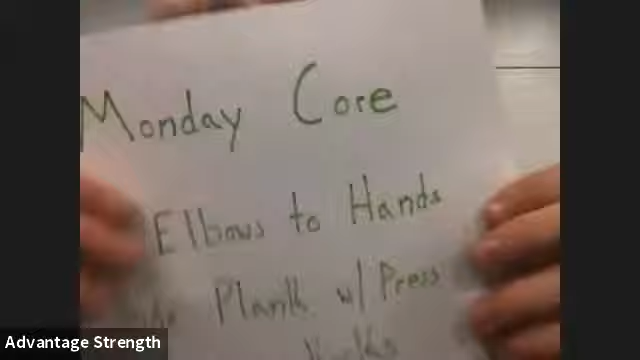 Monday Core
Elbows to Hands
Plank w/ Press
Advantage Strength